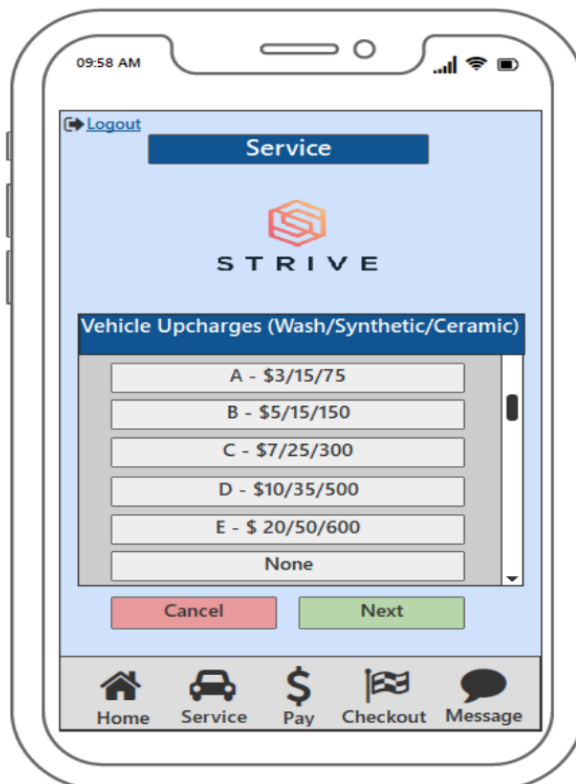 09:58 AM
Logout
Service
STRIVE
Vehicle Upcharges (Wash/Synthetic/Ceramic)
A - $3/15/75
B - $5/15/150
C - $7/25/300
D - $10/35/500
E - $ 20/50/600
None
Cancel Next
Home Service Pay Checkout Message